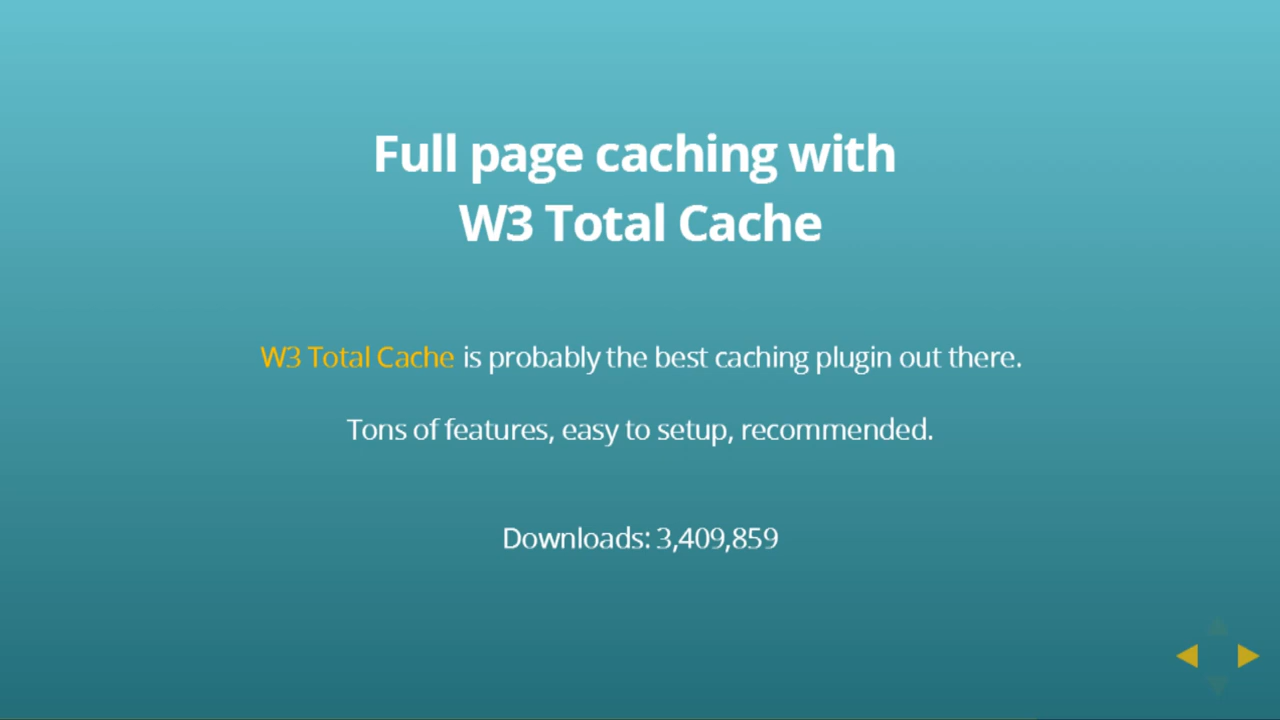 Full page caching with
W3 Total Cache
W3 Total Cache is probably the best caching plugin out there.
Tons of features, easy to setup, recommended.
Downloads: 3,409,859